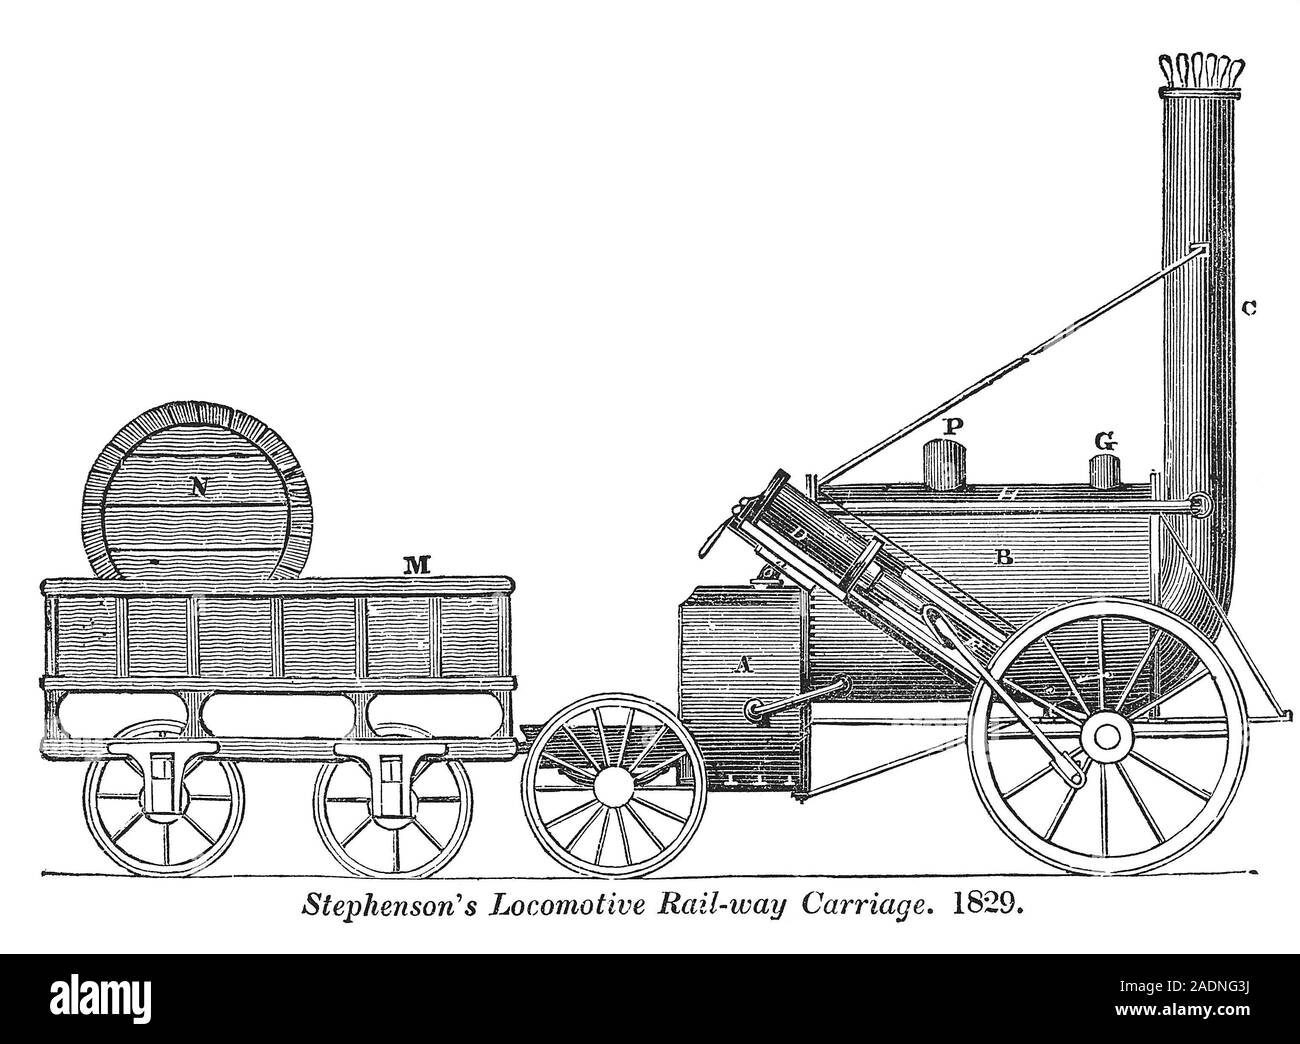 C
P
G
N
H
D
B
M
A
E
Stephenson's Locomotive Rail-way Carriage. 1829.
alamy
Image ID: 2ADNG3J
www.alamy.com